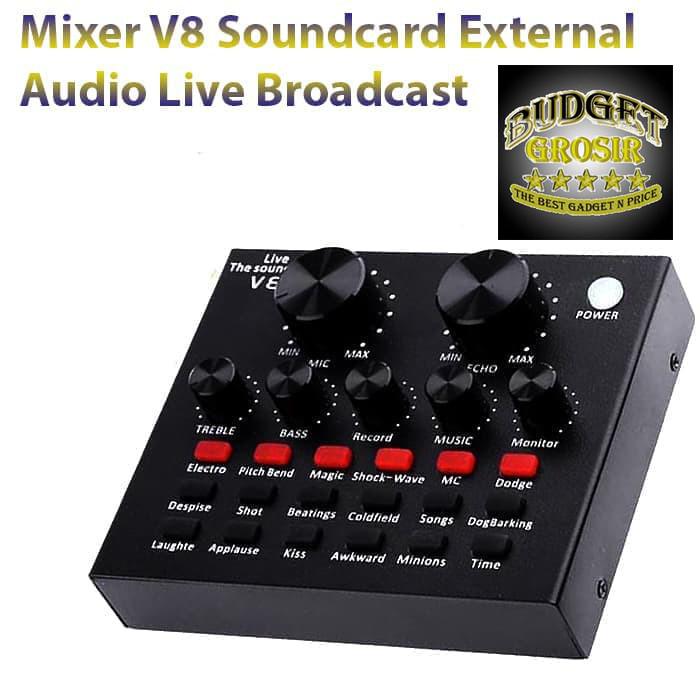 Mixer V8 Soundcard External
Audio Live Broadcast
BUDGET
GROSIR
THE BEST GADGET N PRICE
Live
The sound
V8
POWER
MIN MAX
MIC
MIN MAX
ECHO
TREBLE BASS Record MUSIC Monitor
Electro Pitch Bend Magic Shock-Wave MC Dodge
Despise Shot Beatings Coldfield Songs DogBarking
Laughte Applause Kiss Awkward Minions Time